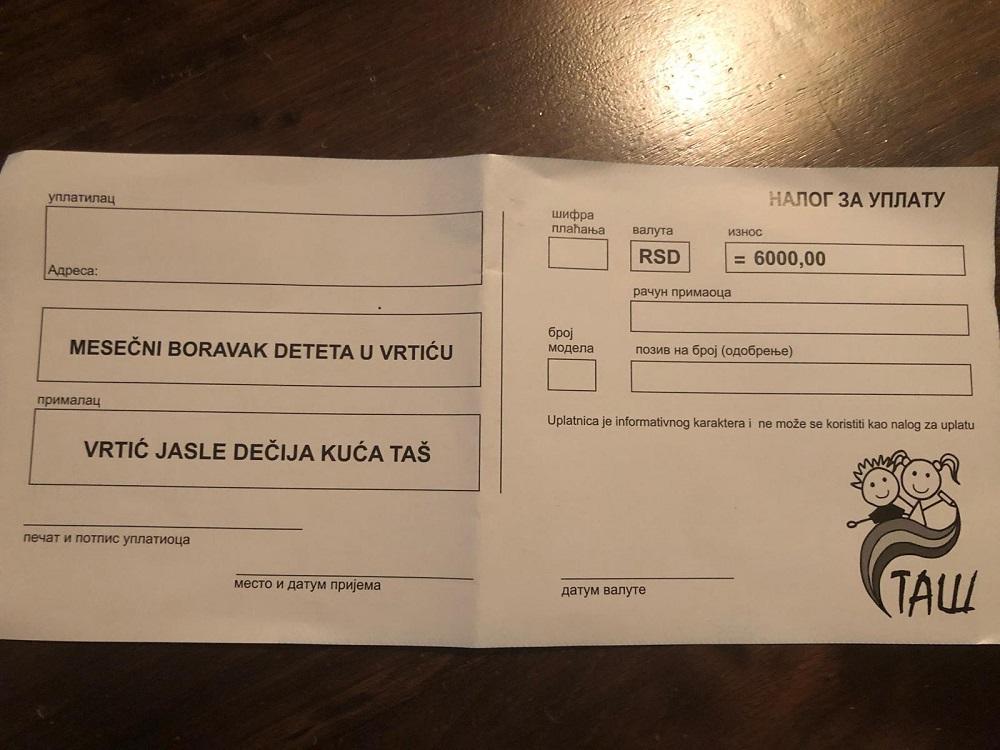 уплатилац
Адреса:
MESEČNI BORAVAK DETETA U VRTIĆU
прималац
VRTIĆ JASLE DEČIJA KUĆA TAŠ
печат и потпис уплатиоца
место и датум пријема
НАЛОГ ЗА УПЛАТУ
шифра
плаћања
валута
износ
RSD
= 6000,00
рачун примаоца
број
модела
позив на број (одобрење)
Uplatnica je informativnog karaktera i ne može se koristiti kao nalog za uplatu
датум валуте
ТАШ